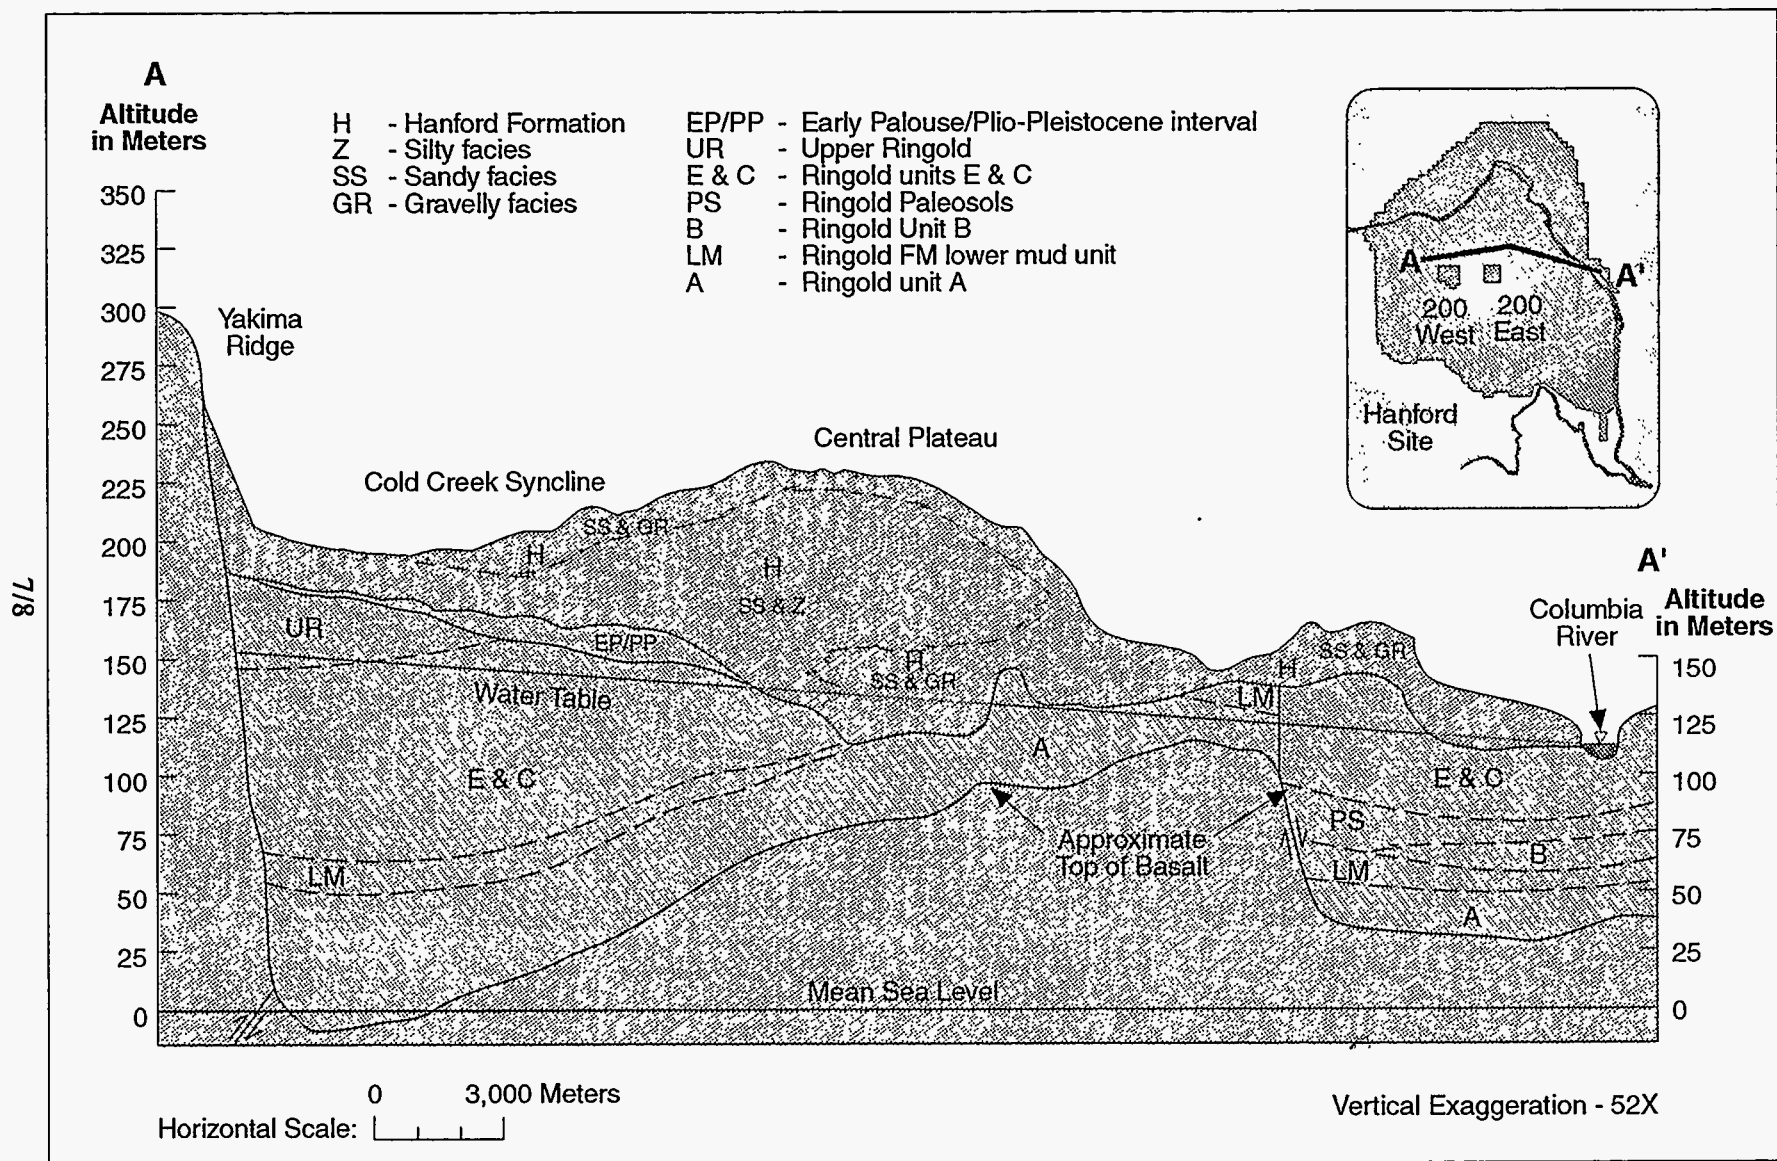 A
Altitude
in Meters
H - Hanford Formation
Z - Silty facies
SS - Sandy facies
GR - Gravelly facies
EP/PP - Early Palouse/Plio-Pleistocene interval
UR - Upper Ringold
E & C - Ringold units E & C
PS - Ringold Paleosols
B - Ringold Unit B
LM - Ringold FM lower mud unit
A - Ringold unit A
A
A'
200
West
200
East
Hanford
Site
350
325
300
275
250
225
200
175
150
125
100
75
50
25
0
Yakima
Ridge
Cold Creek Syncline
Central Plateau
SS & GR
H
H
SS & Z
UR
EP/PP
H
SS & GR
Water Table
E & C
LM
A
LM
H
SS & GR
Approximate
Top of Basalt
E & C
PS
B
LM
A
Mean Sea Level
Columbia
River
A'
Altitude
in Meters
150
125
100
75
50
25
0
7/8
0 3,000 Meters
Horizontal Scale:
Vertical Exaggeration - 52X